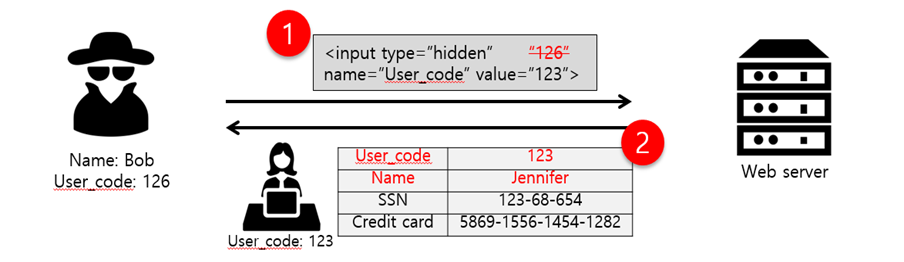 1
<input type="hidden" "126"
name="User_code" value="123">
Name: Bob
User_code: 126
Web server
2
User_code 123
Name Jennifer
SSN 123-68-654
Credit card 5869-1556-1454-1282
User_code: 123